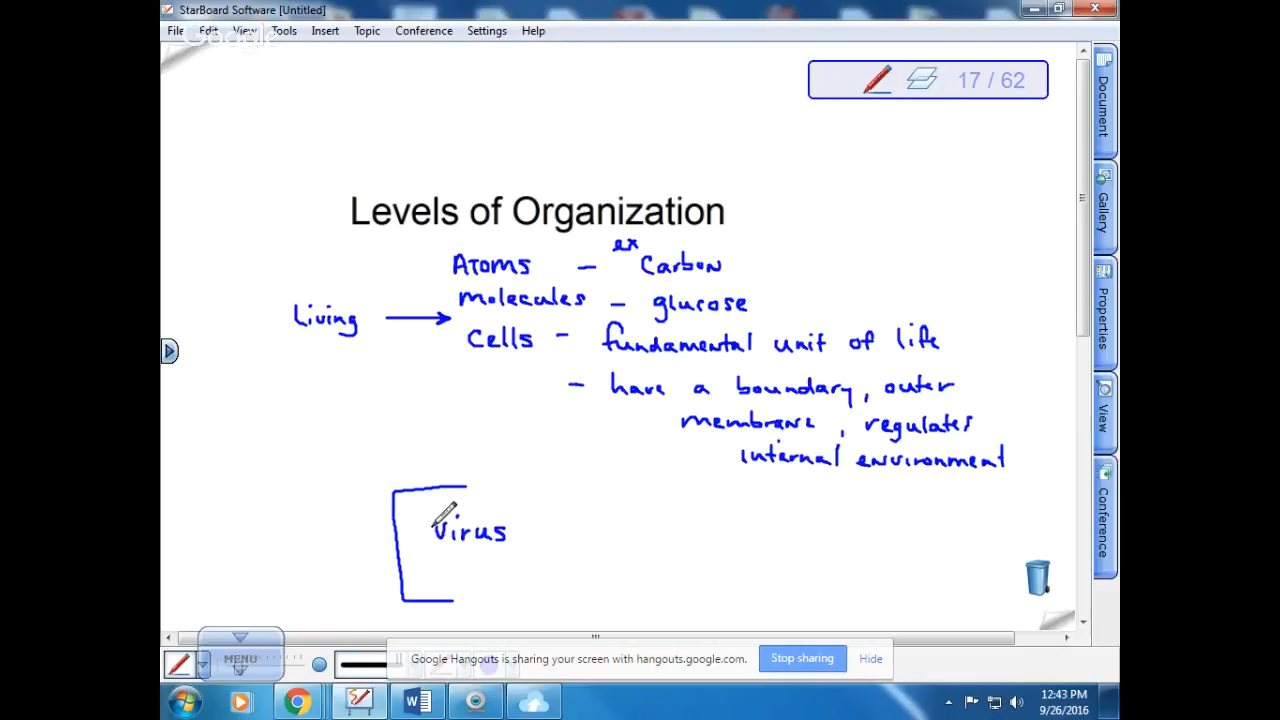 StarBoard Software [Untitled]
File Edit View Tools Insert Topic Conference Settings Help
Google
17 / 62
Document
Gallery
Properties
View
Conference
Levels of Organization
ex
Atoms – Carbon
molecules – glucose
Living → Cells – fundamental unit of life
– have a boundary, outer
membrane, regulates
internal environment
Virus
MENU
Google Hangouts is sharing your screen with hangouts.google.com. Stop sharing Hide
12:43 PM
9/26/2016